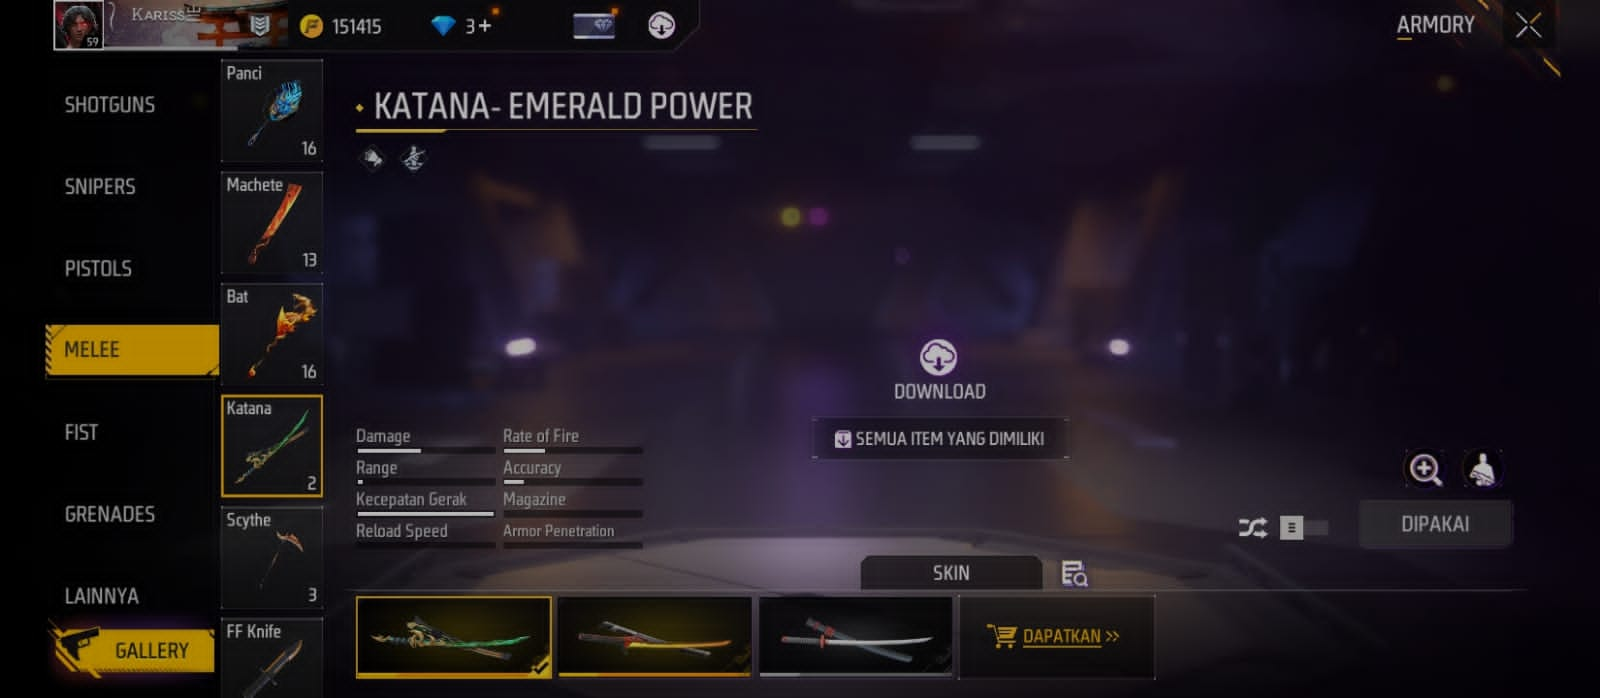 Kariss
59
151415
3+
ARMORY
SHOTGUNS
SNIPERS
PISTOLS
MELEE
FIST
GRENADES
LAINNYA
GALLERY
Panci
16
Machete
13
Bat
16
Katana
2
Scythe
3
FF Knife
KATANA- EMERALD POWER
DOWNLOAD
SEMUA ITEM YANG DIMILIKI
Damage
Rate of Fire
Range
Accuracy
Kecepatan Gerak
Magazine
Reload Speed
Armor Penetration
DIPAKAI
SKIN
DAPATKAN >>